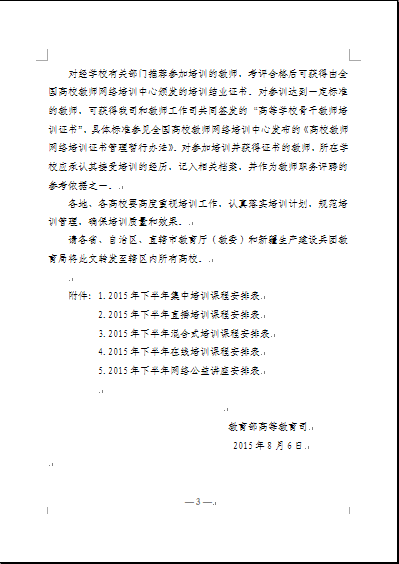 对经学校有关部门推荐参加培训的教师，考评合格后可获得由全
国高校教师网络培训中心颁发的培训结业证书。对参训达到一定标准
的教师，可获得我司和教师工作司共同签发的“高等学校骨干教师培
训证书”，具体标准参见全国高校教师网络培训中心发布的《高校教师
网络培训证书管理暂行办法》。对参加培训并获得证书的教师，所在学
校应承认其接受培训的经历，记入相关档案，并作为教师职务评聘的
参考依据之一。
各地、各高校要高度重视培训工作，认真落实培训计划，规范培
训管理，确保培训质量和效果。
请各省、自治区、直辖市教育厅（教委）和新疆生产建设兵团教
育局将此文转发至辖区内所有高校。
附件：1.2015年下半年集中培训课程安排表
2.2015年下半年直播培训课程安排表
3.2015年下半年混合式培训课程安排表
4.2015年下半年在线培训课程安排表
5.2015年下半年网络公益讲座安排表
教育部高等教育司
2015年8月6日
—3—